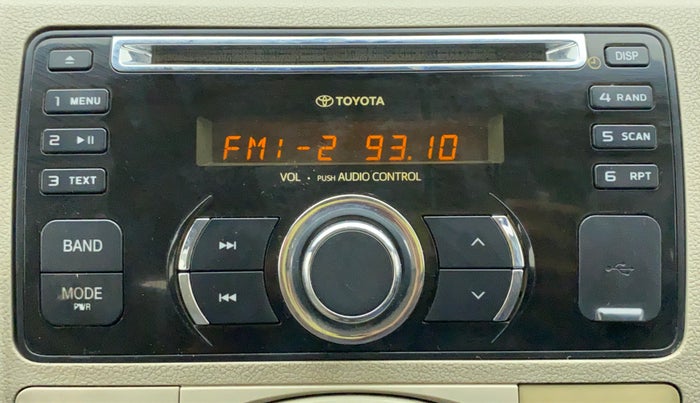 DISP
1 MENU
4 RAND
TOYOTA
2
5 SCAN
FM1-2 93.10
3 TEXT
6 RPT
VOL · PUSH AUDIO CONTROL
BAND
MODE
PWR